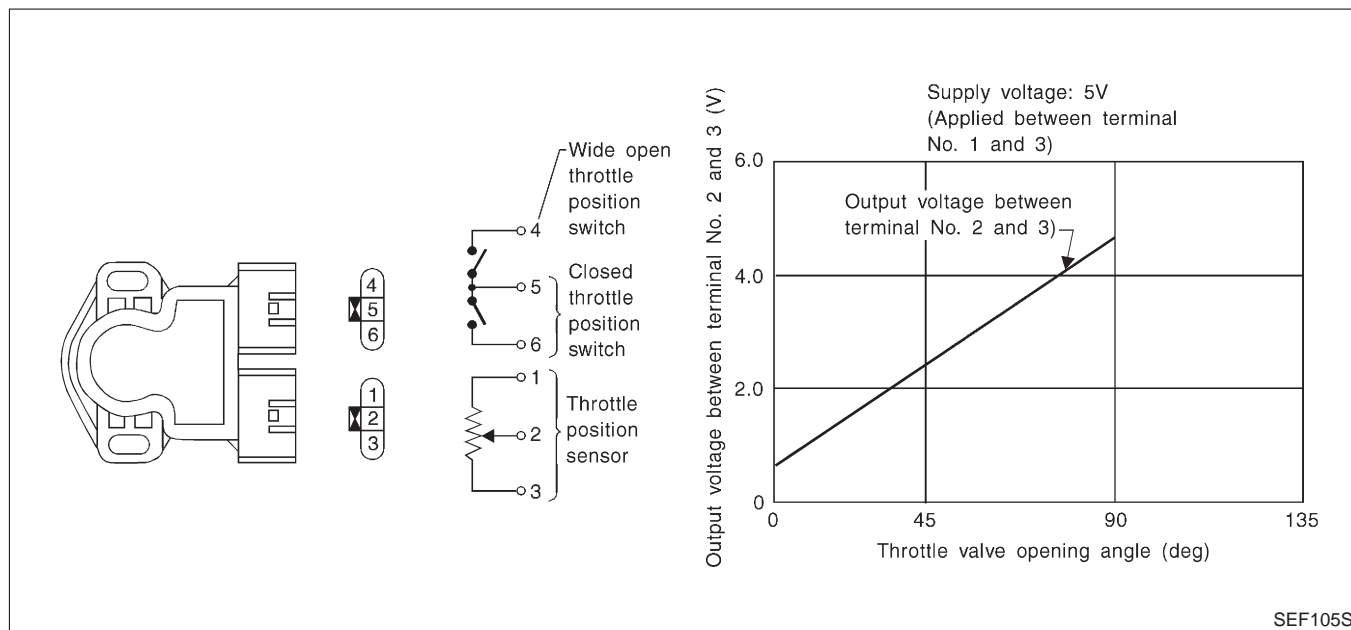 4
5
6
1
2
3
Wide open
throttle
position
switch
4
5
6
Closed
throttle
position
switch
1
2
3
Throttle
position
sensor
Output voltage between terminal No. 2 and 3 (V)
Supply voltage: 5V
(Applied between terminal
No. 1 and 3)
Output voltage between
terminal No. 2 and 3)
6.0
4.0
2.0
0
0 45 90 135
Throttle valve opening angle (deg)
SEF105S